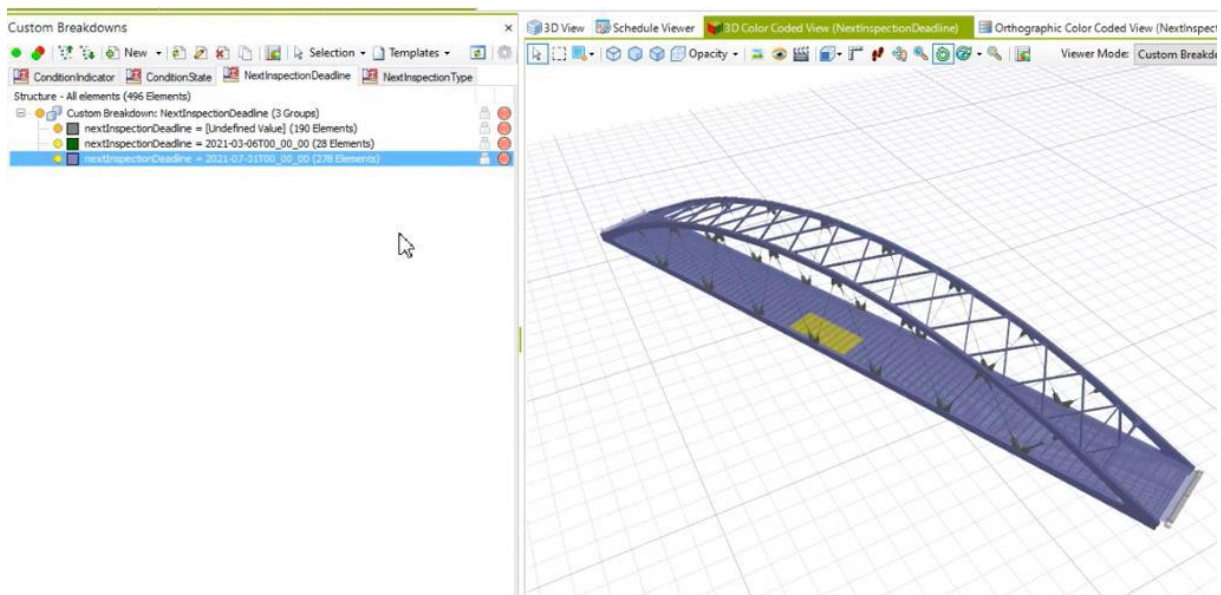 Custom Breakdowns
New
Selection
Templates
ConditionIndicator
ConditionState
NextInspectionDeadline
NextInspectionType
Structure - All elements (496 Elements)
Custom Breakdown: NextInspectionDeadline (3 Groups)
nextInspectionDeadline = [Undefined Value] (190 Elements)
nextInspectionDeadline = 2021-03-06T00_00_00 (28 Elements)
nextInspectionDeadline = 2021-07-31T00_00_00 (278 Elements)
3D View
Schedule Viewer
3D Color Coded View (NextInspectionDeadline)
Orthographic Color Coded View (NextInspect
Opacity
Viewer Mode: Custom Breakd